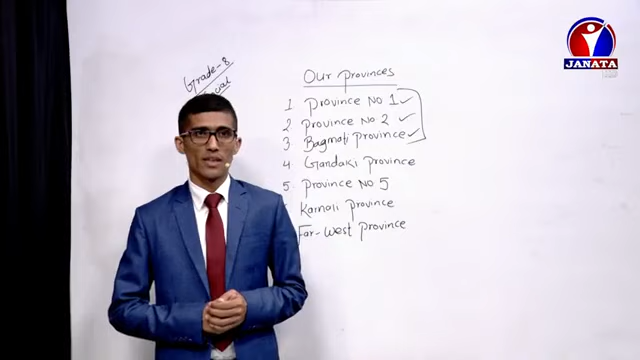 Grade-8
Social
Our Provinces
1 Province No 1 ✓
2 Province No 2 ✓
3 Bagmati Province ✓
4 Gandaki Province
5. Province No 5
Karnali Province
Far-West Province
JANATA